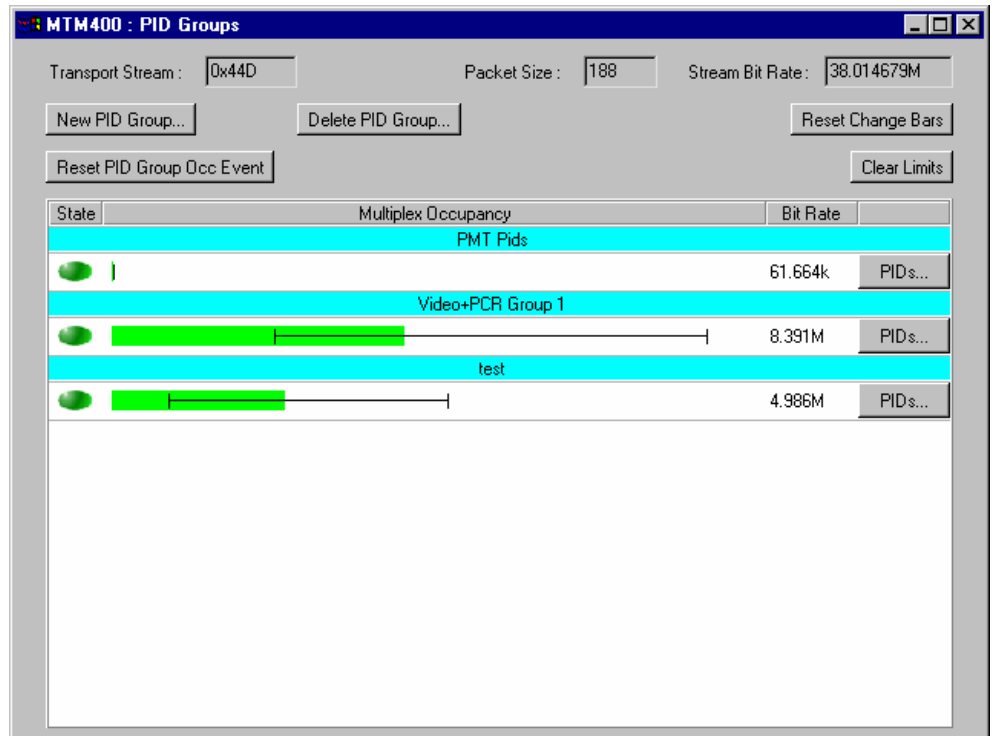 MTM400 : PID Groups
Transport Stream : 0x44D Packet Size : 188 Stream Bit Rate : 38.014679M
New PID Group... Delete PID Group... Reset Change Bars
Reset PID Group Occ Event Clear Limits
State Multiplex Occupancy Bit Rate
PMT Pids
61.664k PIDs...
Video+PCR Group 1
8.391M PIDs...
test
4.986M PIDs...